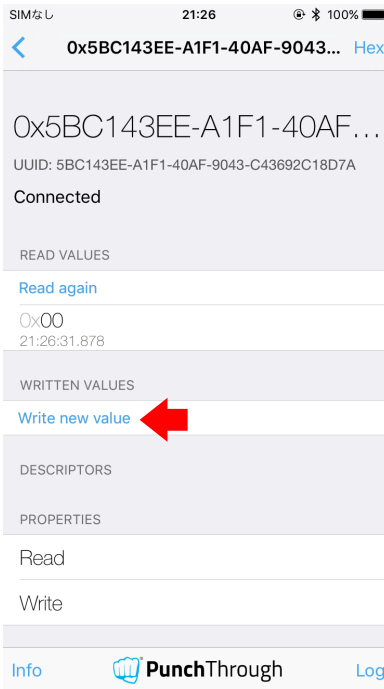 SIMなし 21:26 100%
0x5BC143EE-A1F1-40AF-9043... Hex
0x5BC143EE-A1F1-40AF...
UUID: 5BC143EE-A1F1-40AF-9043-C43692C18D7A
Connected
READ VALUES
Read again
0x00
21:26:31.878
WRITTEN VALUES
Write new value
DESCRIPTORS
PROPERTIES
Read
Write
Info PunchThrough Log